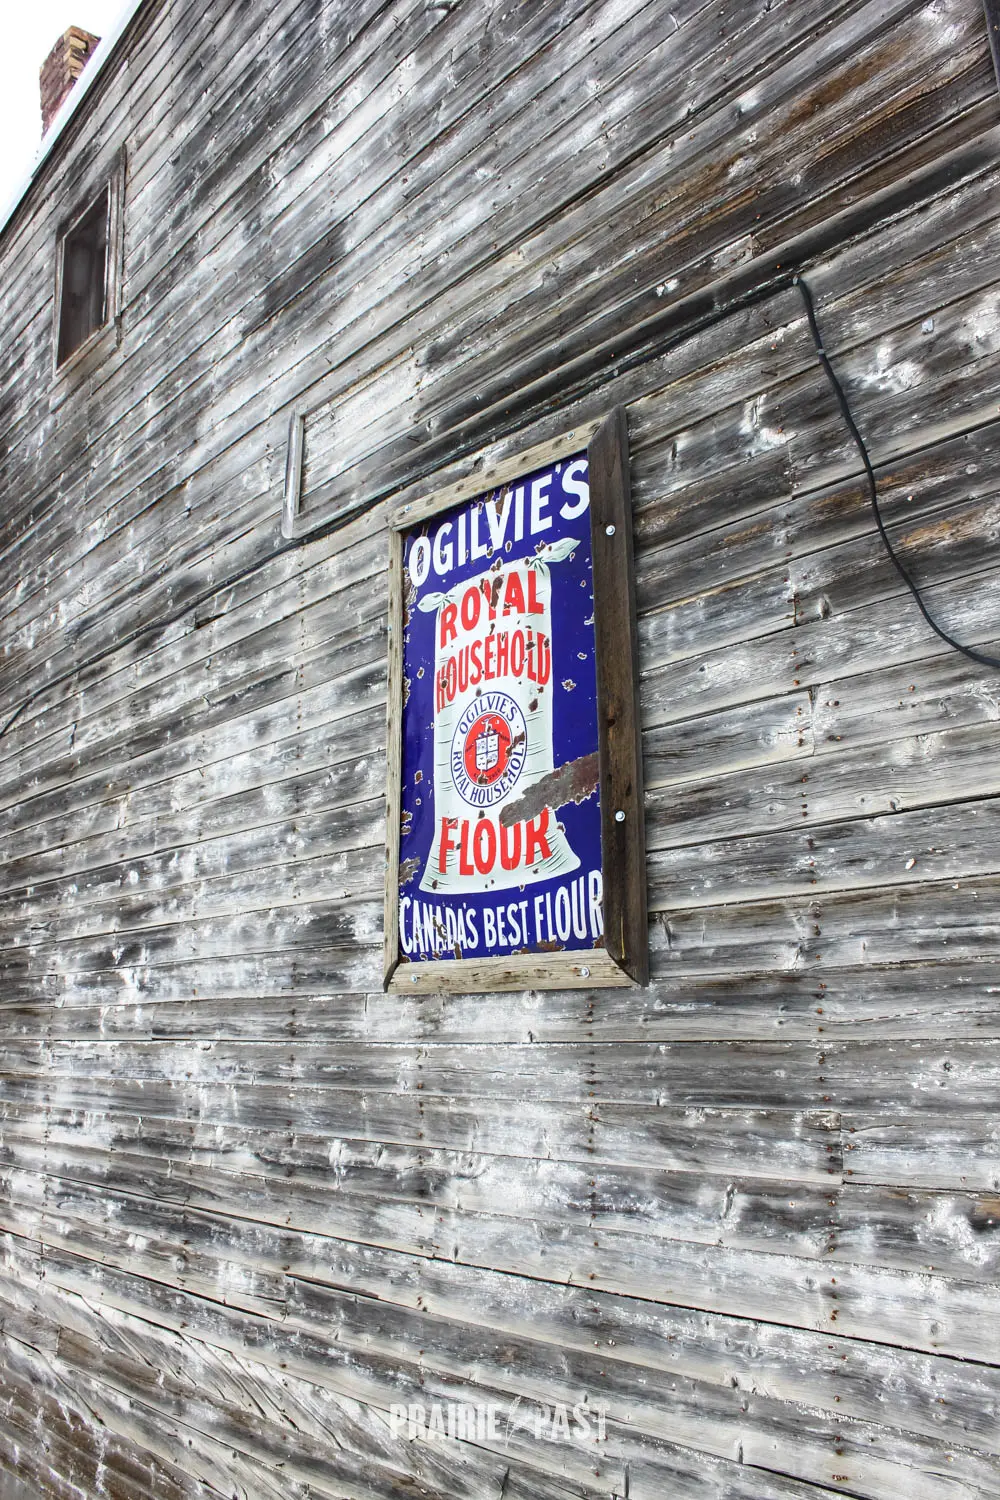 OGILVIE'S
ROYAL
HOUSEHOLD
OGILVIE'S
ROYAL HOUSEHOLD
FLOUR
CANADA'S BEST FLOUR
PRAIRIE PAST